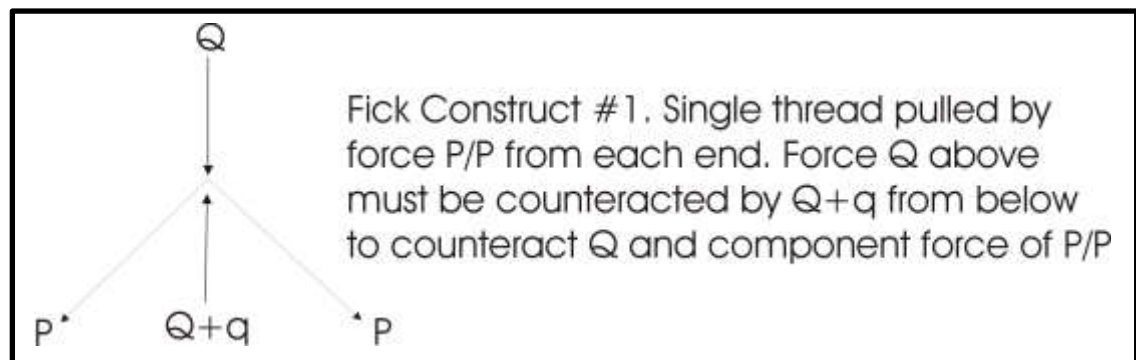 Q
Fick Construct #1. Single thread pulled by
force P/P from each end. Force Q above
must be counteracted by Q+q from below
to counteract Q and component force of P/P
P
Q+q
P